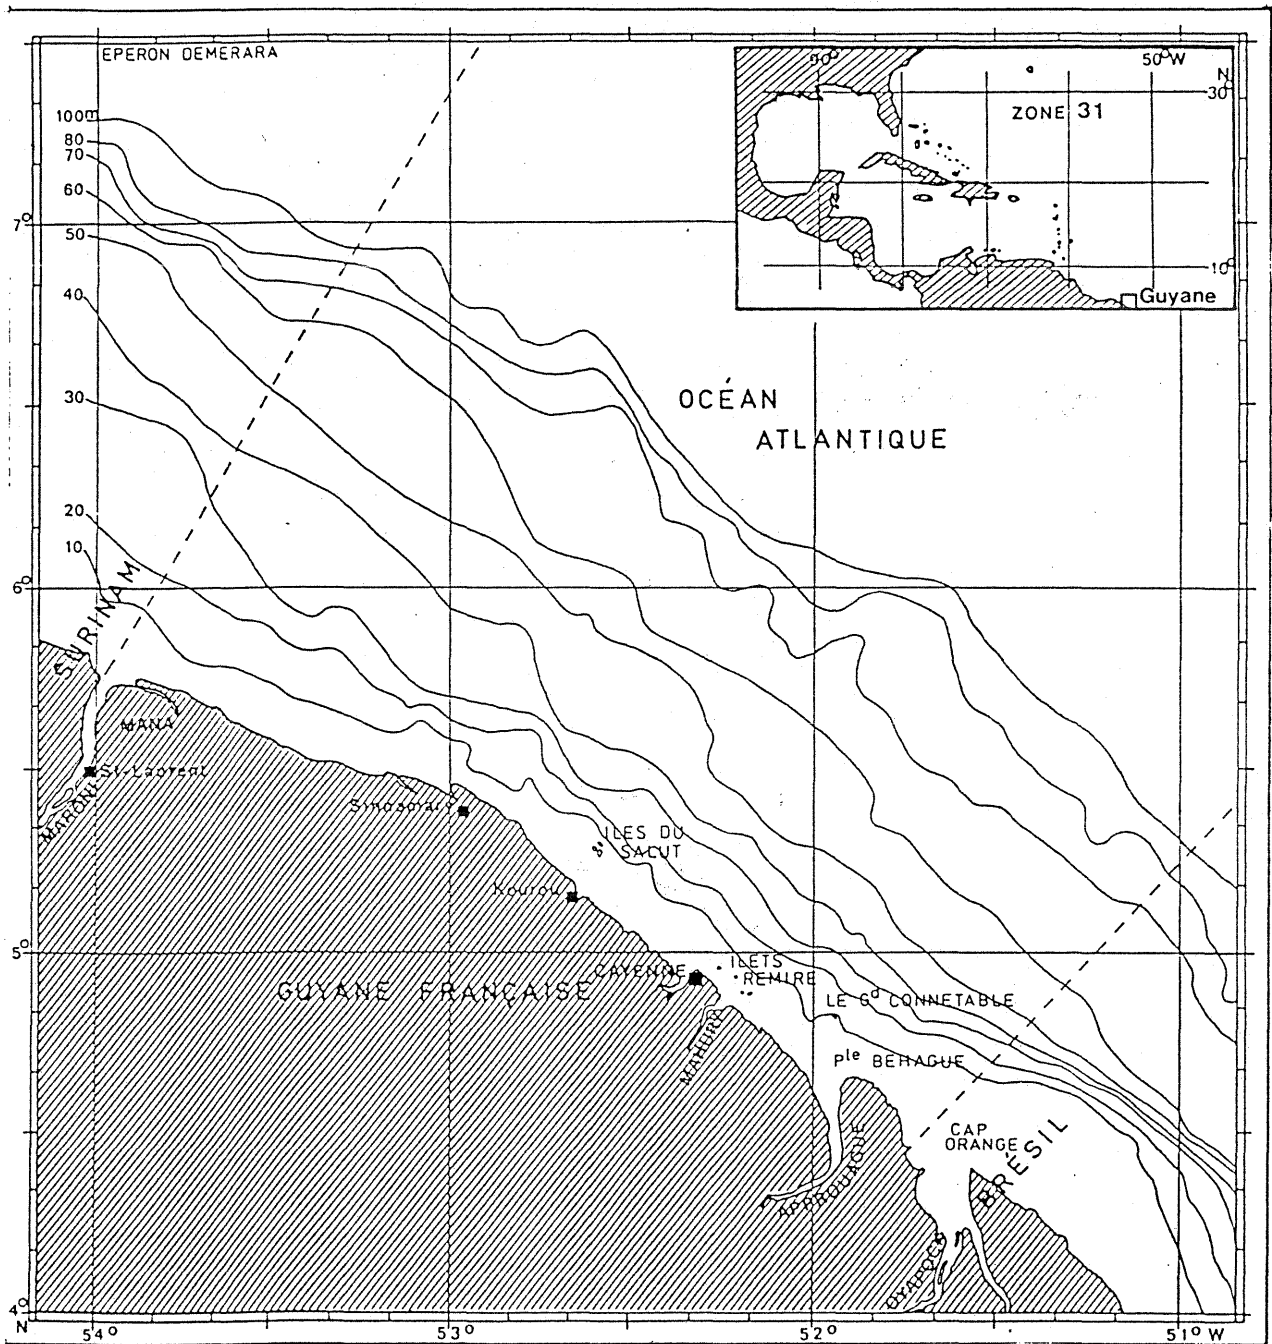 EPERON DEMERARA
90°
50°W
N
30°
ZONE 31
10°
Guyane
100m
80
70
60
7°
50
40
30
20
10
6°
5°
4°
OCÉAN
ATLANTIQUE
SURINAM
MANA
St-Laurent
MARONI
Sinnamary
ILES DU
SALUT
Kourou
CAYENNE
ILETS
REMIRE
GUYANE FRANÇAISE
LE Gd CONNETABLE
MAHURY
Ple BEHAGUE
CAP
ORANGE
BRÉSIL
APPROUAGUE
OYAPOCK
N
54°
53°
52°
51° W